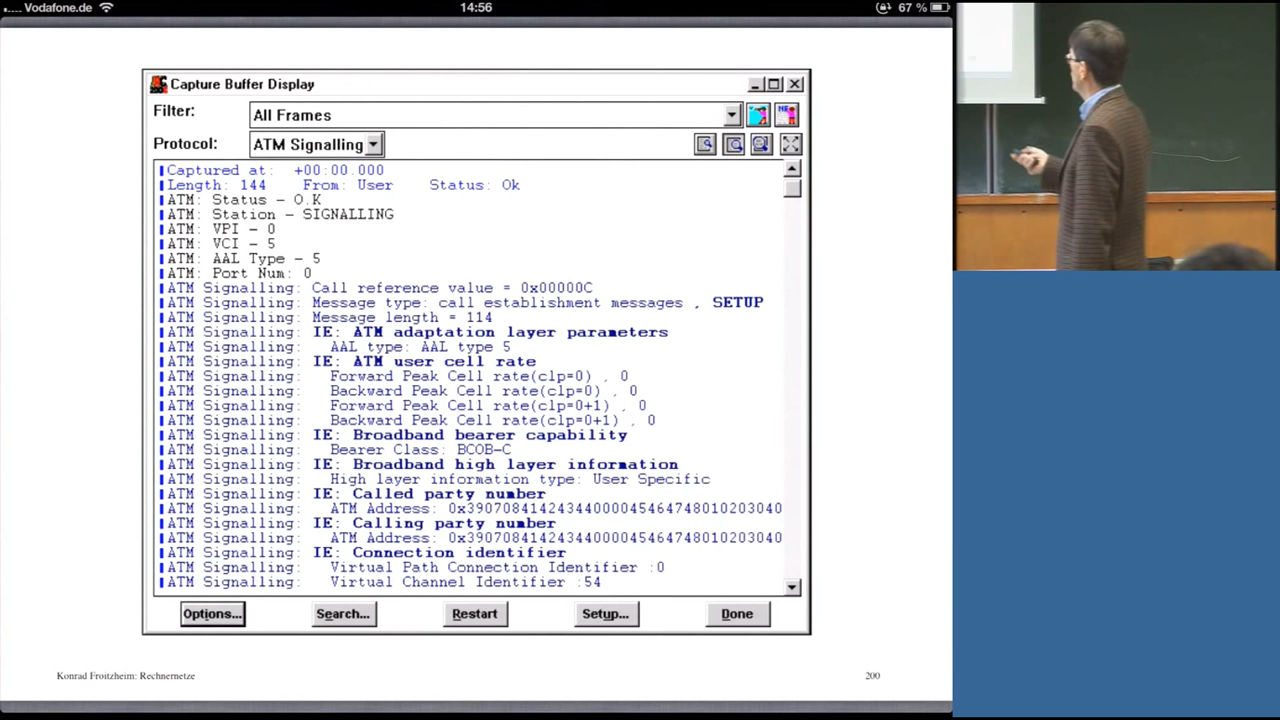 Vodafone.de
14:56
67 %
Capture Buffer Display
Filter: All Frames
Protocol: ATM Signalling
Captured at: +00:00.000
Length: 144 From: User Status: Ok
ATM: Status - O.K
ATM: Station - SIGNALLING
ATM: VPI - 0
ATM: VCI - 5
ATM: AAL Type - 5
ATM: Port Num: 0
ATM Signalling: Call reference value = 0x00000C
ATM Signalling: Message type: call establishment messages , SETUP
ATM Signalling: Message length = 114
ATM Signalling: IE: ATM adaptation layer parameters
ATM Signalling: AAL type: AAL type 5
ATM Signalling: IE: ATM user cell rate
ATM Signalling: Forward Peak Cell rate(clp=0) , 0
ATM Signalling: Backward Peak Cell rate(clp=0) , 0
ATM Signalling: Forward Peak Cell rate(clp=0+1) , 0
ATM Signalling: Backward Peak Cell rate(clp=0+1) , 0
ATM Signalling: IE: Broadband bearer capability
ATM Signalling: Bearer Class: BCOB-C
ATM Signalling: IE: Broadband high layer information
ATM Signalling: High layer information type: User Specific
ATM Signalling: IE: Called party number
ATM Signalling: ATM Address: 0x39070841424344000045464748010203040
ATM Signalling: IE: Calling party number
ATM Signalling: ATM Address: 0x39070841424344000045464748010203040
ATM Signalling: IE: Connection identifier
ATM Signalling: Virtual Path Connection Identifier :0
ATM Signalling: Virtual Channel Identifier :54
Options... Search... Restart Setup... Done
Konrad Froitzheim: Rechnernetze 200